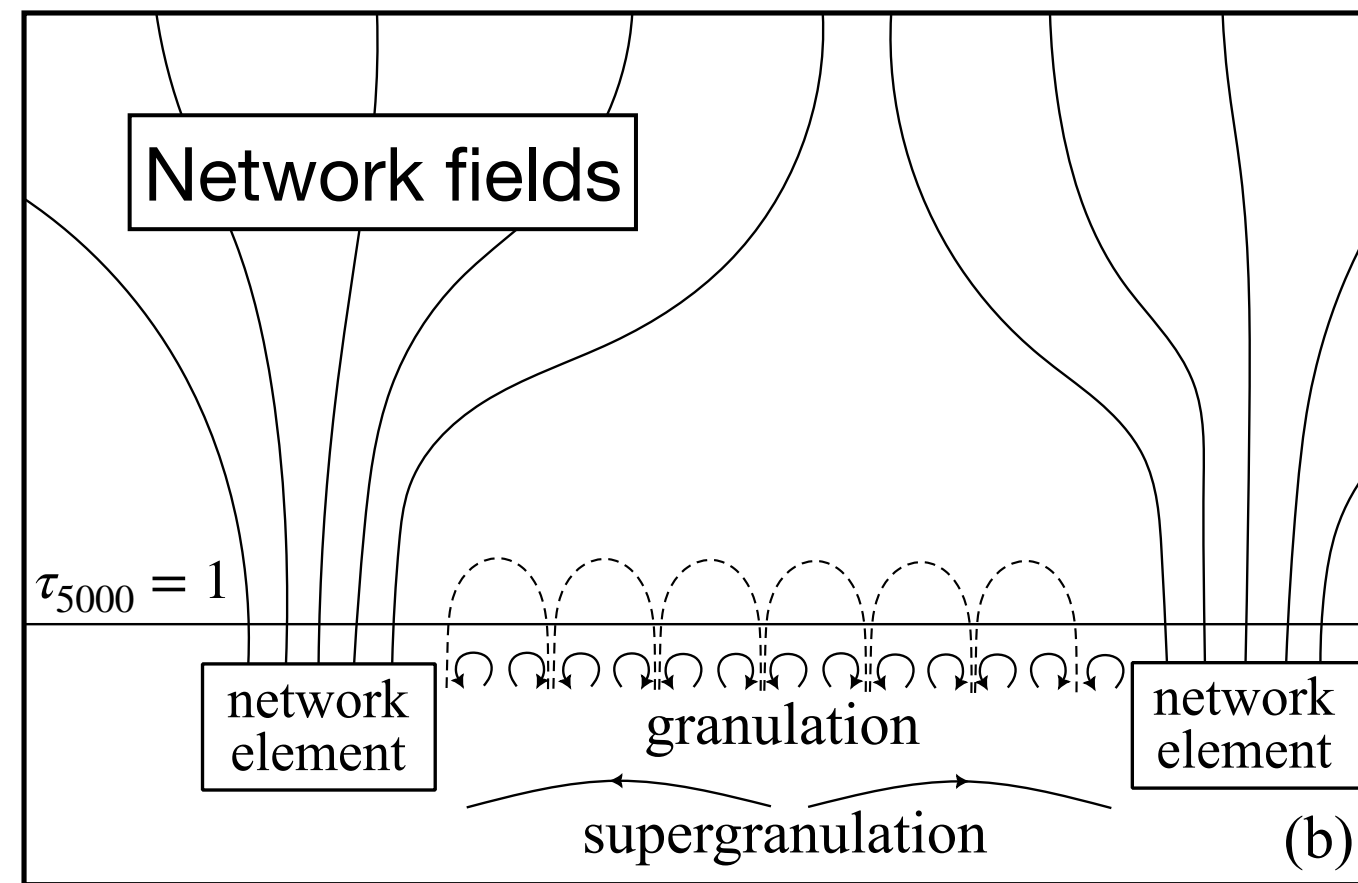 Network fields
τ₅₀₀₀ = 1
network
element
network
element
granulation
supergranulation
(b)